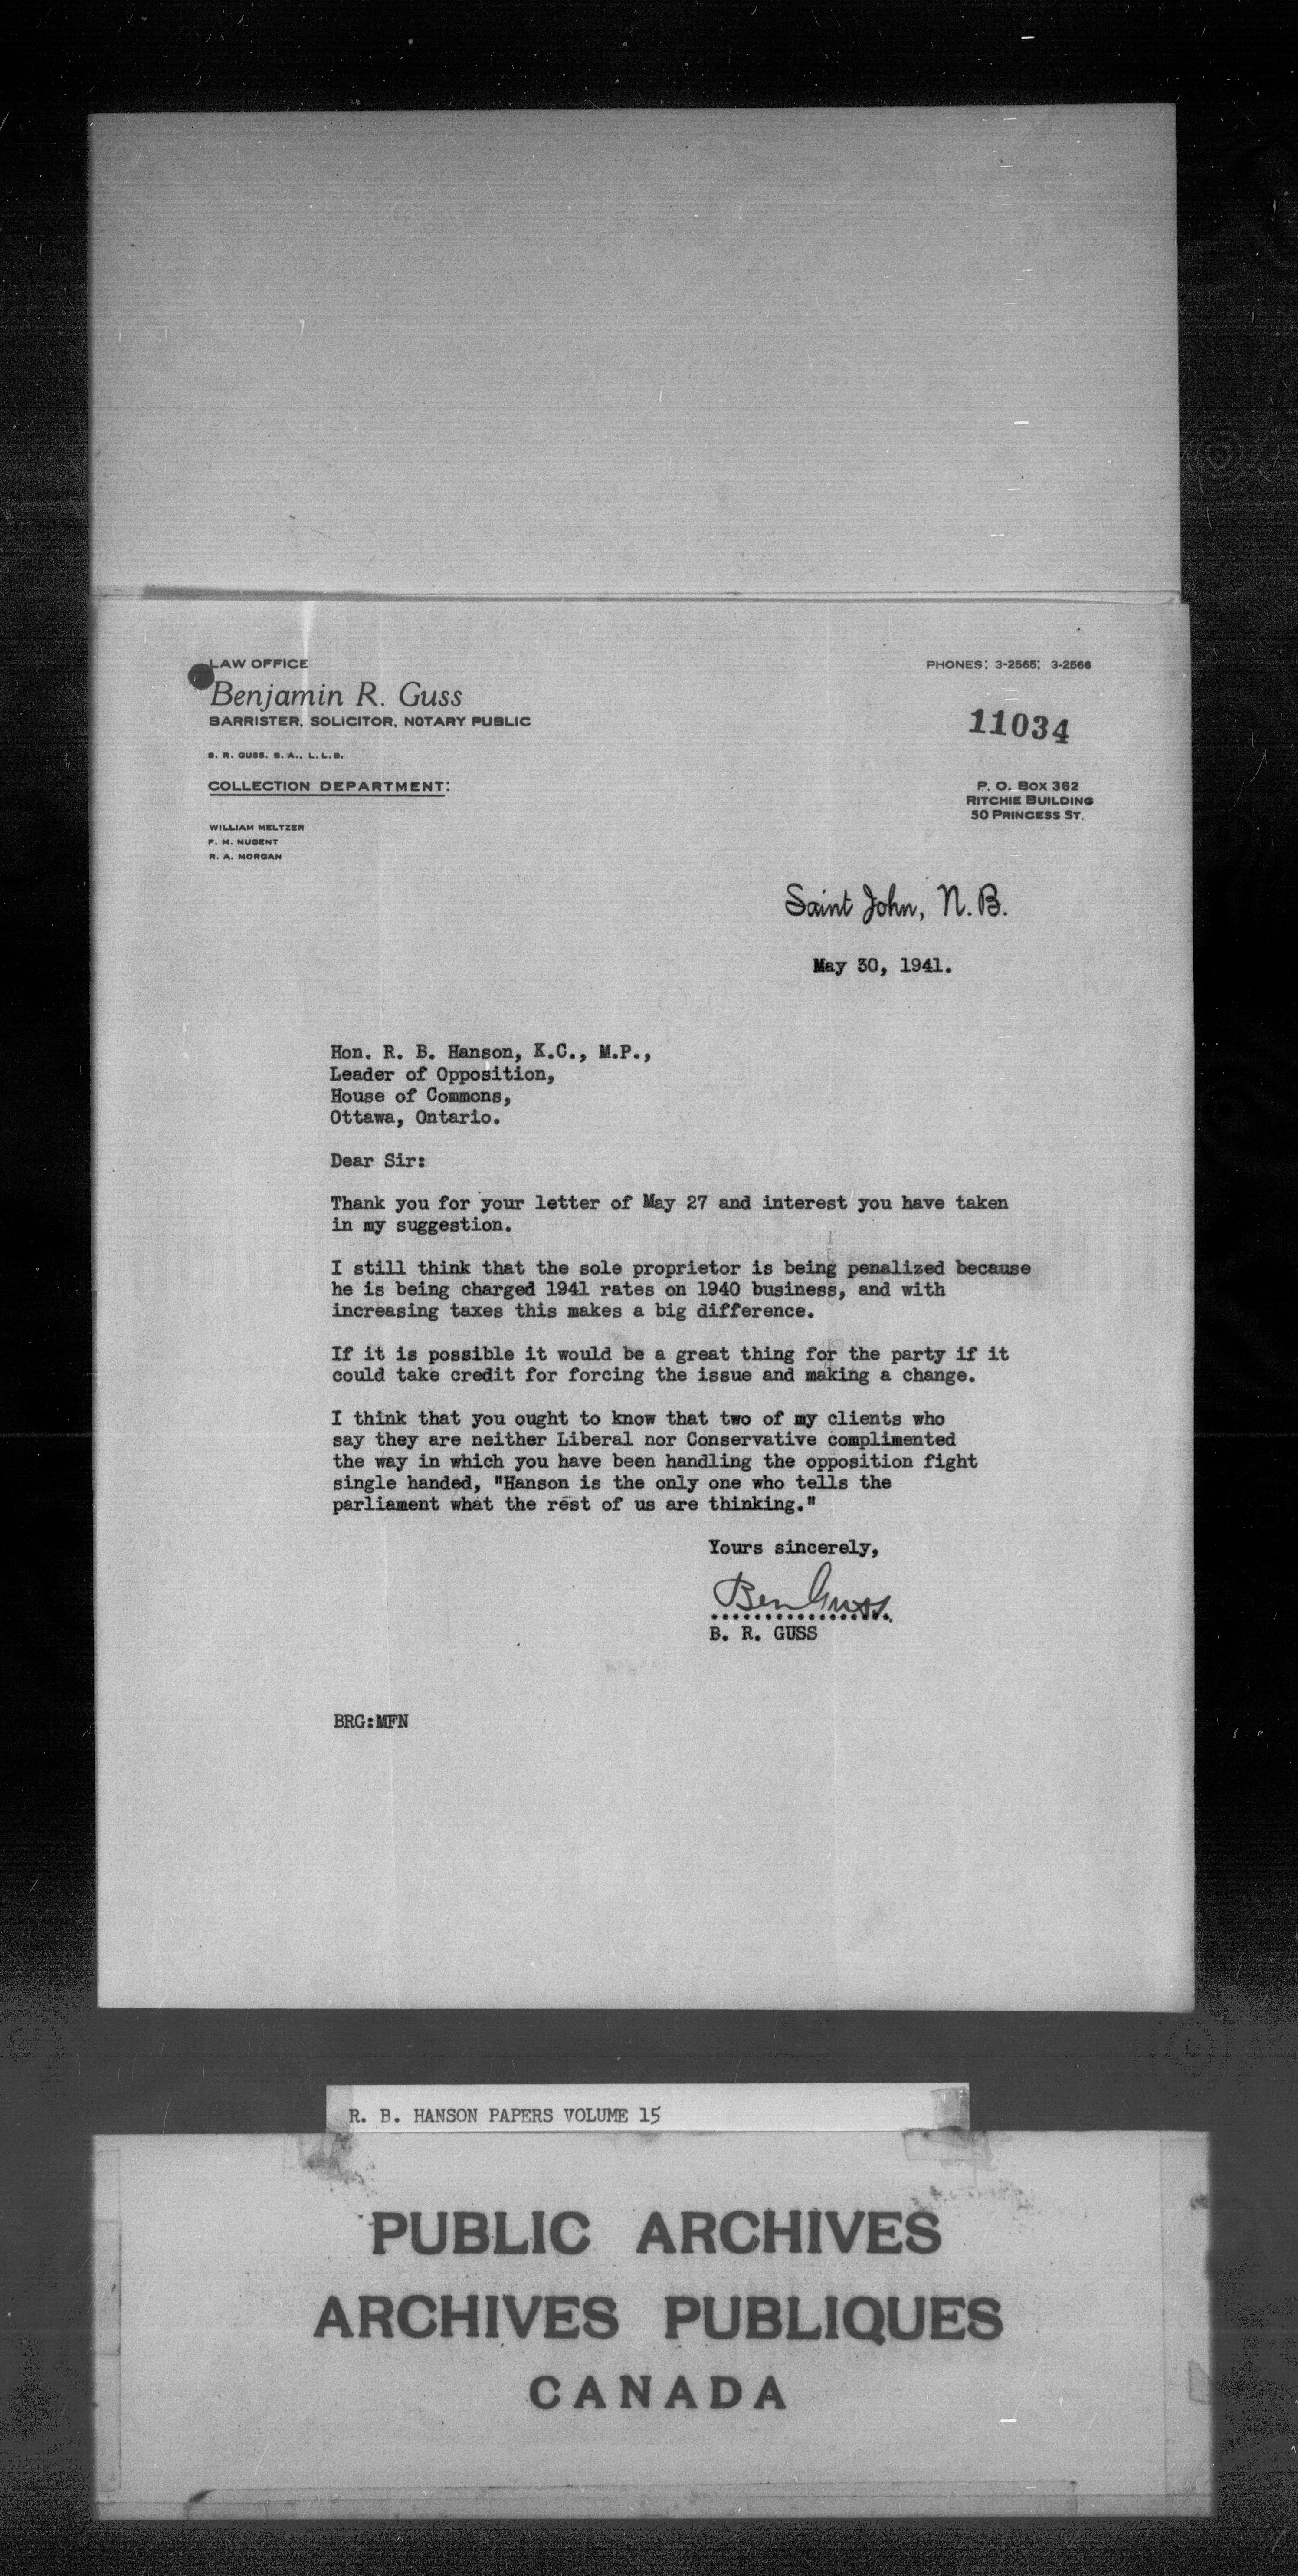 LAW OFFICE
Benjamin R. Guss
BARRISTER, SOLICITOR, NOTARY PUBLIC
B. R. GUSS, B. A., L. L. B.
COLLECTION DEPARTMENT:
WILLIAM MELTZER
F. M. NUGENT
R. A. MORGAN
PHONES: 3-2565; 3-2566
11034
P. O. BOX 362
RITCHIE BUILDING
50 PRINCESS ST.
Saint John, N. B.
May 30, 1941.
Hon. R. B. Hanson, K.C., M.P.,
Leader of Opposition,
House of Commons,
Ottawa, Ontario.
Dear Sir:
Thank you for your letter of May 27 and interest you have taken
in my suggestion.
I still think that the sole proprietor is being penalized because
he is being charged 1941 rates on 1940 business, and with
increasing taxes this makes a big difference.
If it is possible it would be a great thing for the party if it
could take credit for forcing the issue and making a change.
I think that you ought to know that two of my clients who
say they are neither Liberal nor Conservative complimented
the way in which you have been handling the opposition fight
single handed, "Hanson is the only one who tells the
parliament what the rest of us are thinking."
Yours sincerely,
Ben Guss
B. R. GUSS
BRG:MFN
R. B. HANSON PAPERS VOLUME 15
PUBLIC ARCHIVES
ARCHIVES PUBLIQUES
CANADA